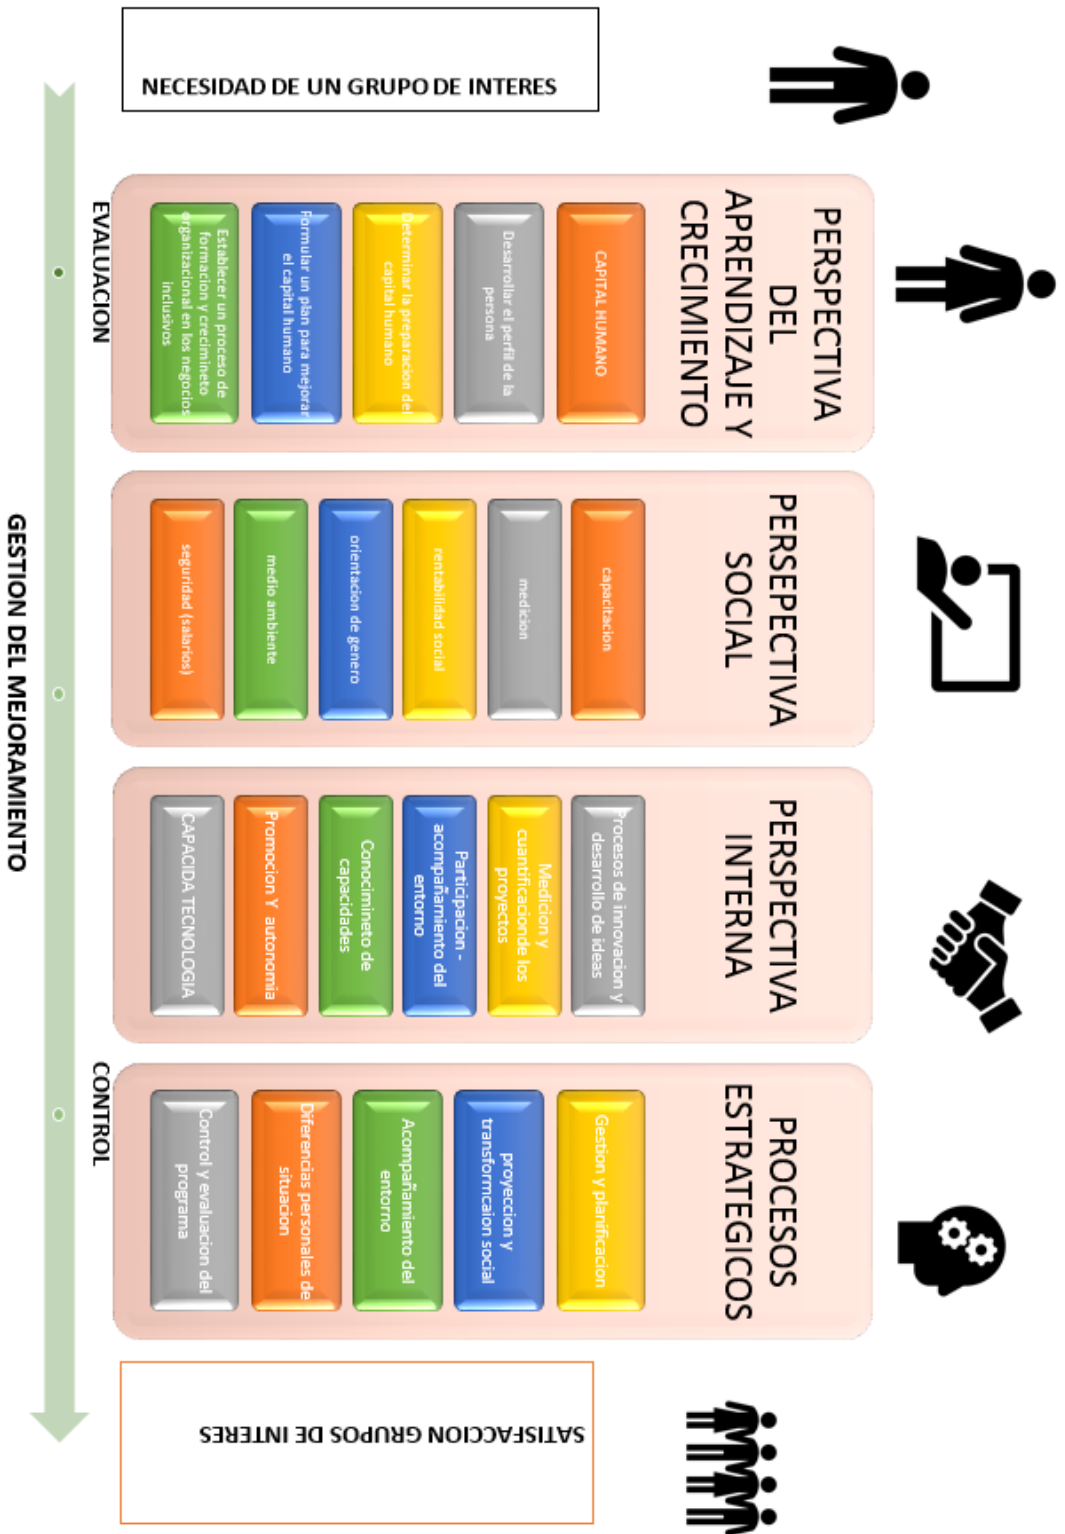 NECESIDAD DE UN GRUPO DE INTERES
PERSPECTIVA
DEL
APRENDIZAJE Y
CRECIMIENTO
CAPITAL HUMANO
Desarrollar el perfil de la
persona
Determinar la preparacion del
capital humano
Formular un plan para mejorar
el capital humano
Establecer un proceso de
formacion y crecimineto
organizacional en los negocios
inclusivos
PERSEPECTIVA
SOCIAL
capacitacion
medicion
rentabilidad social
orientacion de genero
medio ambiente
seguridad (salarios)
PERSPECTIVA
INTERNA
Procesos de innovacion y
desarrollo de ideas
Medicion y
cuantificacionde los
proyectos
Participacion -
acompañamiento del
entorno
Conocimineto de
capacidades
Promocion Y autonomia
CAPACIDA TECNOLOGIA
PROCESOS
ESTRATEGICOS
Gestion y planificacion
proyeccion y
transformcaion social
Acompañamiento del
entorno
Diferencias personales de
situacion
Control y evaluacion del
programa
SATISFACCION GRUPOS DE INTERES
EVALUACION
CONTROL
GESTION DEL MEJORAMIENTO